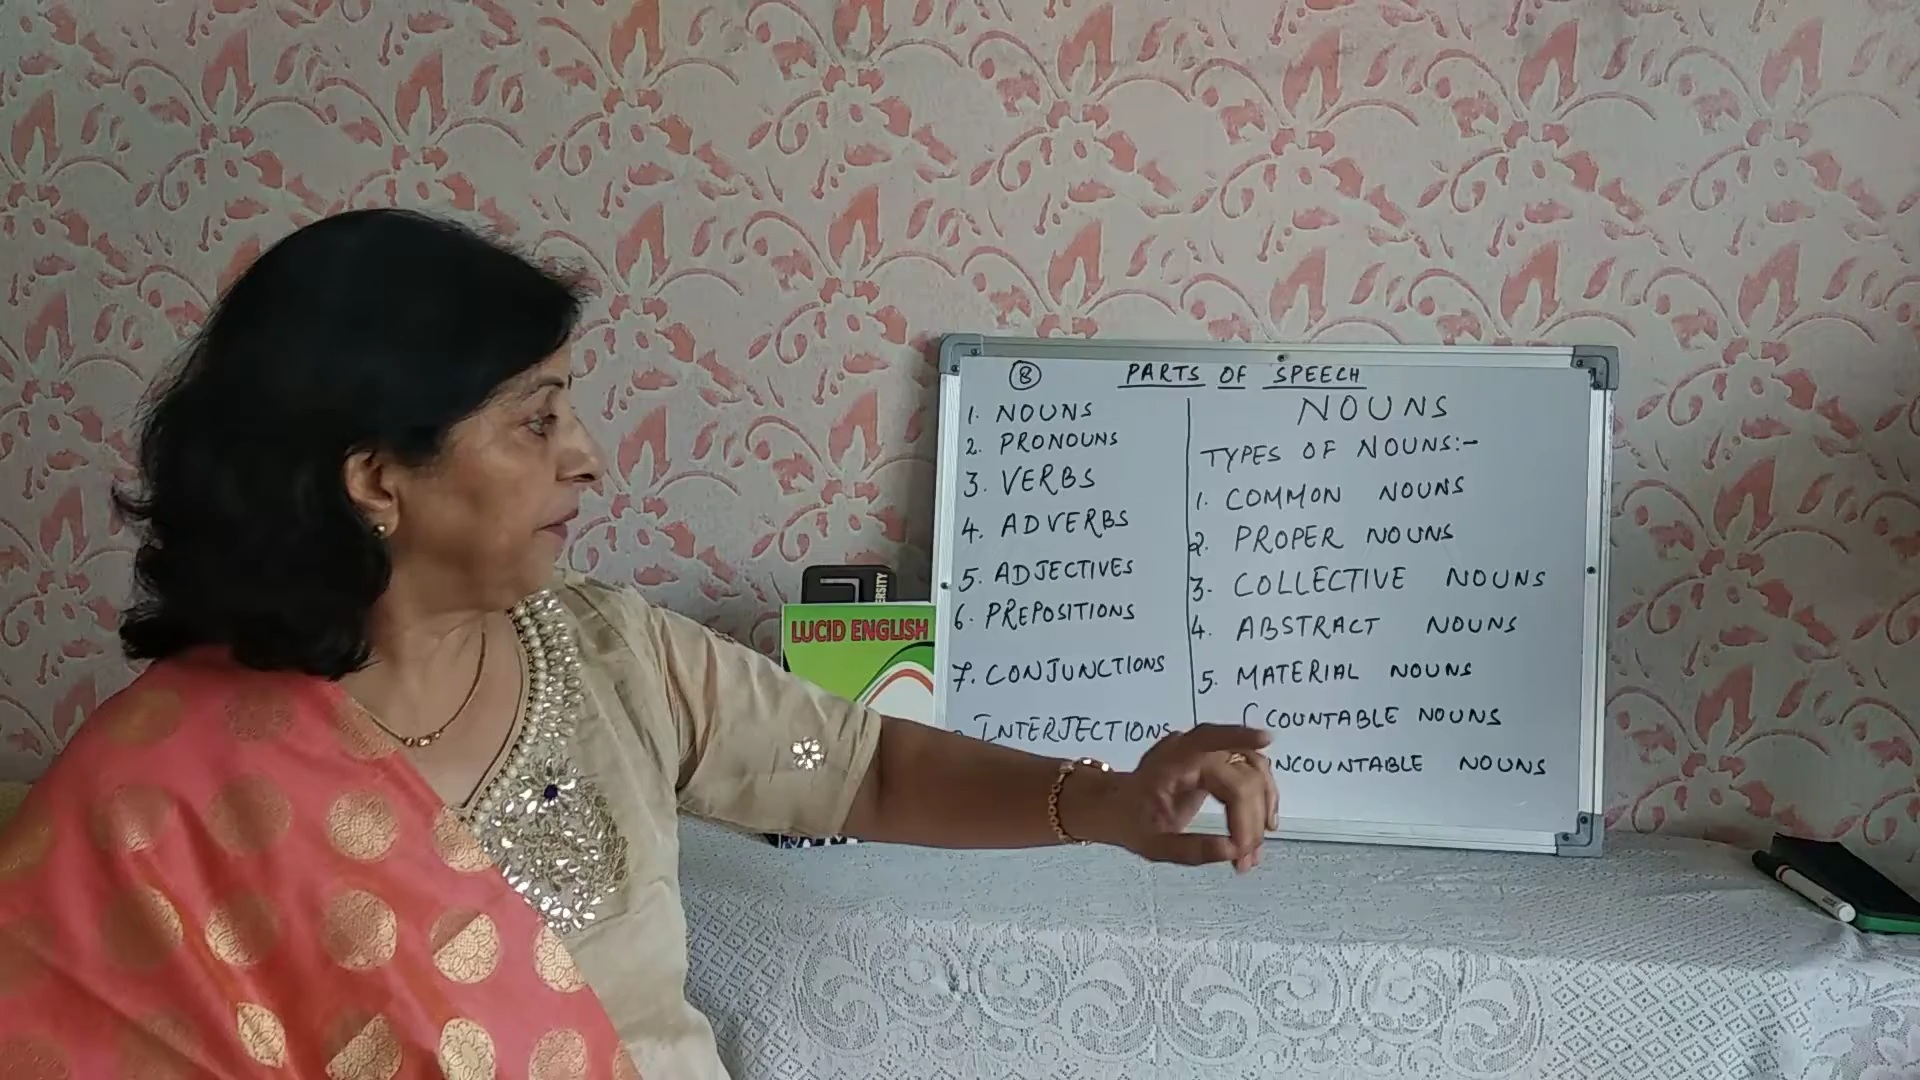 ⑧ PARTS OF SPEECH
1. NOUNS
2. PRONOUNS
3. VERBS
4. ADVERBS
5. ADJECTIVES
6. PREPOSITIONS
7. CONJUNCTIONS
INTERJECTIONS
NOUNS
TYPES OF NOUNS:-
1. COMMON NOUNS
2. PROPER NOUNS
3. COLLECTIVE NOUNS
4. ABSTRACT NOUNS
5. MATERIAL NOUNS
COUNTABLE NOUNS
NCOUNTABLE NOUNS
LUCID ENGLISH
ERSITY